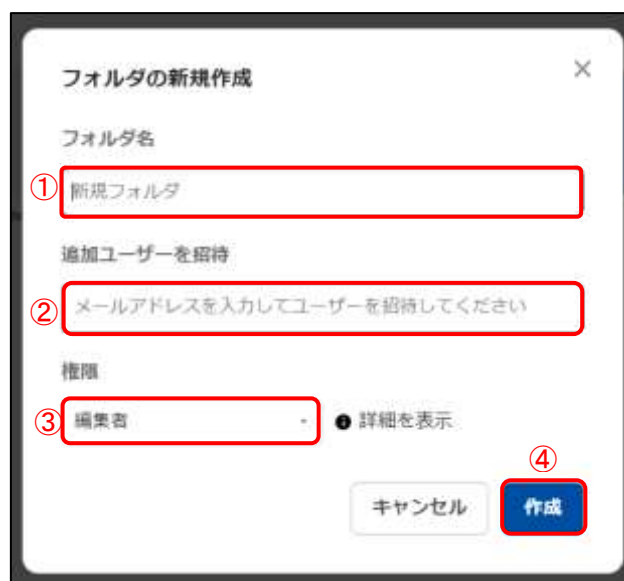 フォルダの新規作成 ×
フォルダ名
① 新規フォルダ
追加ユーザーを招待
② メールアドレスを入力してユーザーを招待してください
権限
③ 編集者 詳細を表示
④
キャンセル 作成